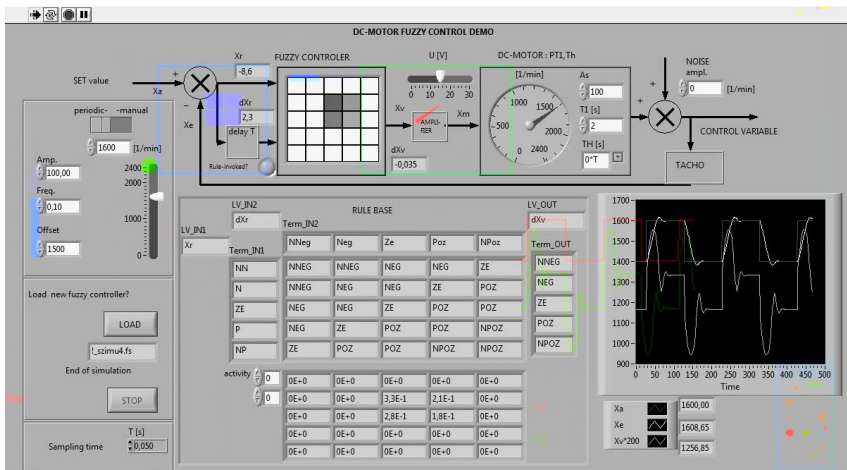 DC-MOTOR FUZZY CONTROL DEMO
SET value
Xa
+
−
Xe
Xr
-8,6
dXr
2,3
delay T
Rule-invoked?
FUZZY CONTROLER
U [V]
0 10 20 30
Xv
AMPLI-
FIER
Xm
dXv
-0,035
DC-MOTOR : PT1,Th
[1/min]
500
1000
1500
2000
2400
0
As
100
T1 [s]
2
TH [s]
0*T
+
+
NOISE
ampl.
0 [1/min]
CONTROL VARIABLE
TACHO
periodic- -manual
1600 [1/min]
Amp.
100,00
Freq.
0,10
Offset
1500
2400
2000
1000
0
Load new fuzzy controller?
LOAD
!_szimu4.fs
End of simulation
STOP
T [s]
Sampling time 0,050
LV_IN2
dXr
RULE BASE
LV_OUT
dXv
LV_IN1
Xr
Term_IN2
Term_IN1
Term_OUT
NNeg Neg Ze Poz NPoz
NN NNEG NNEG NEG NEG ZE NNEG
N NNEG NEG NEG ZE POZ NEG
ZE NEG NEG ZE POZ POZ ZE
P NEG ZE POZ POZ NPOZ POZ
NP ZE POZ POZ NPOZ NPOZ NPOZ
activity 0 0E+0 0E+0 0E+0 0E+0 0E+0
0 0E+0 0E+0 3,3E-1 2,1E-1 0E+0
0E+0 0E+0 2,8E-1 1,8E-1 0E+0
0E+0 0E+0 0E+0 0E+0 0E+0
0E+0 0E+0 0E+0 0E+0 0E+0
1700
1600
1500
1400
1300
1200
1100
1000
900
0 50 100 150 200 250 300 350 400 450 500
Time
Xa 1600,00
Xe 1608,65
Xv*200 1256,85